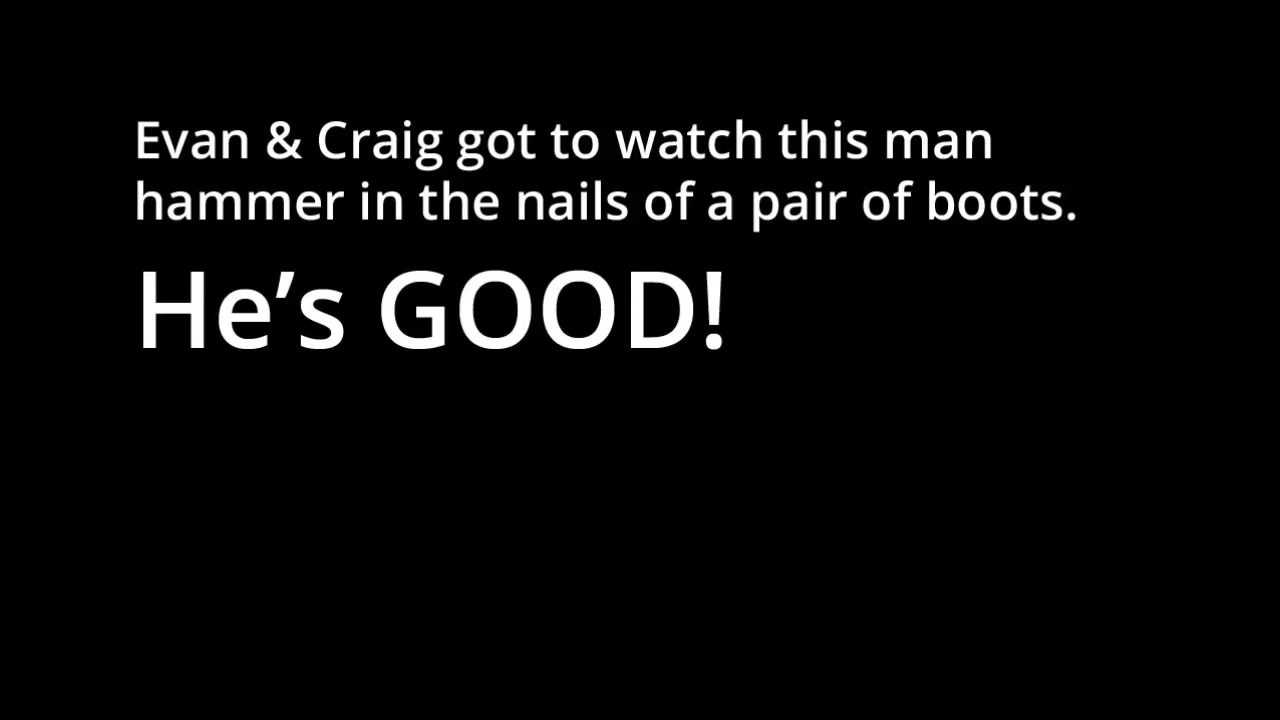 Evan & Craig got to watch this man
hammer in the nails of a pair of boots.
He’s GOOD!